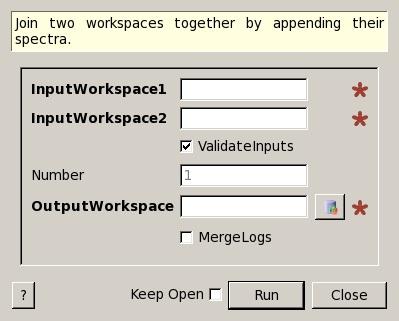 Join two workspaces together by appending their
spectra.
InputWorkspace1
InputWorkspace2
ValidateInputs
Number 1
OutputWorkspace
MergeLogs
? Keep Open Run Close